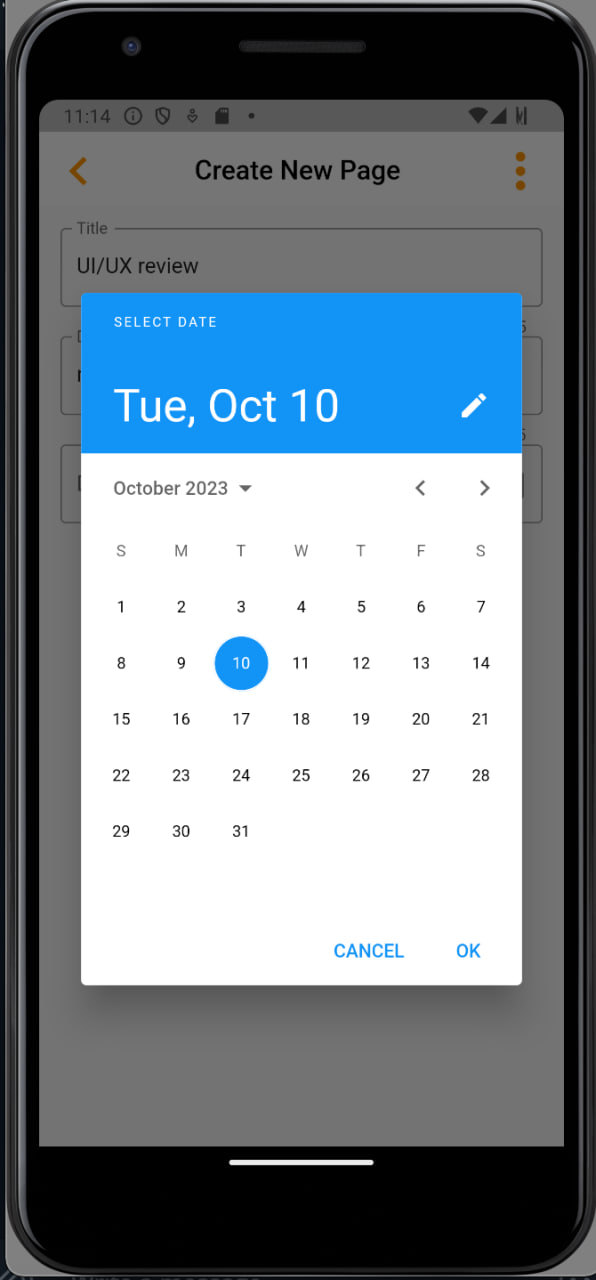 11:14
Create New Page
Title
UI/UX review
SELECT DATE
Tue, Oct 10
October 2023
S M T W T F S
1 2 3 4 5 6 7
8 9 10 11 12 13 14
15 16 17 18 19 20 21
22 23 24 25 26 27 28
29 30 31
CANCEL OK